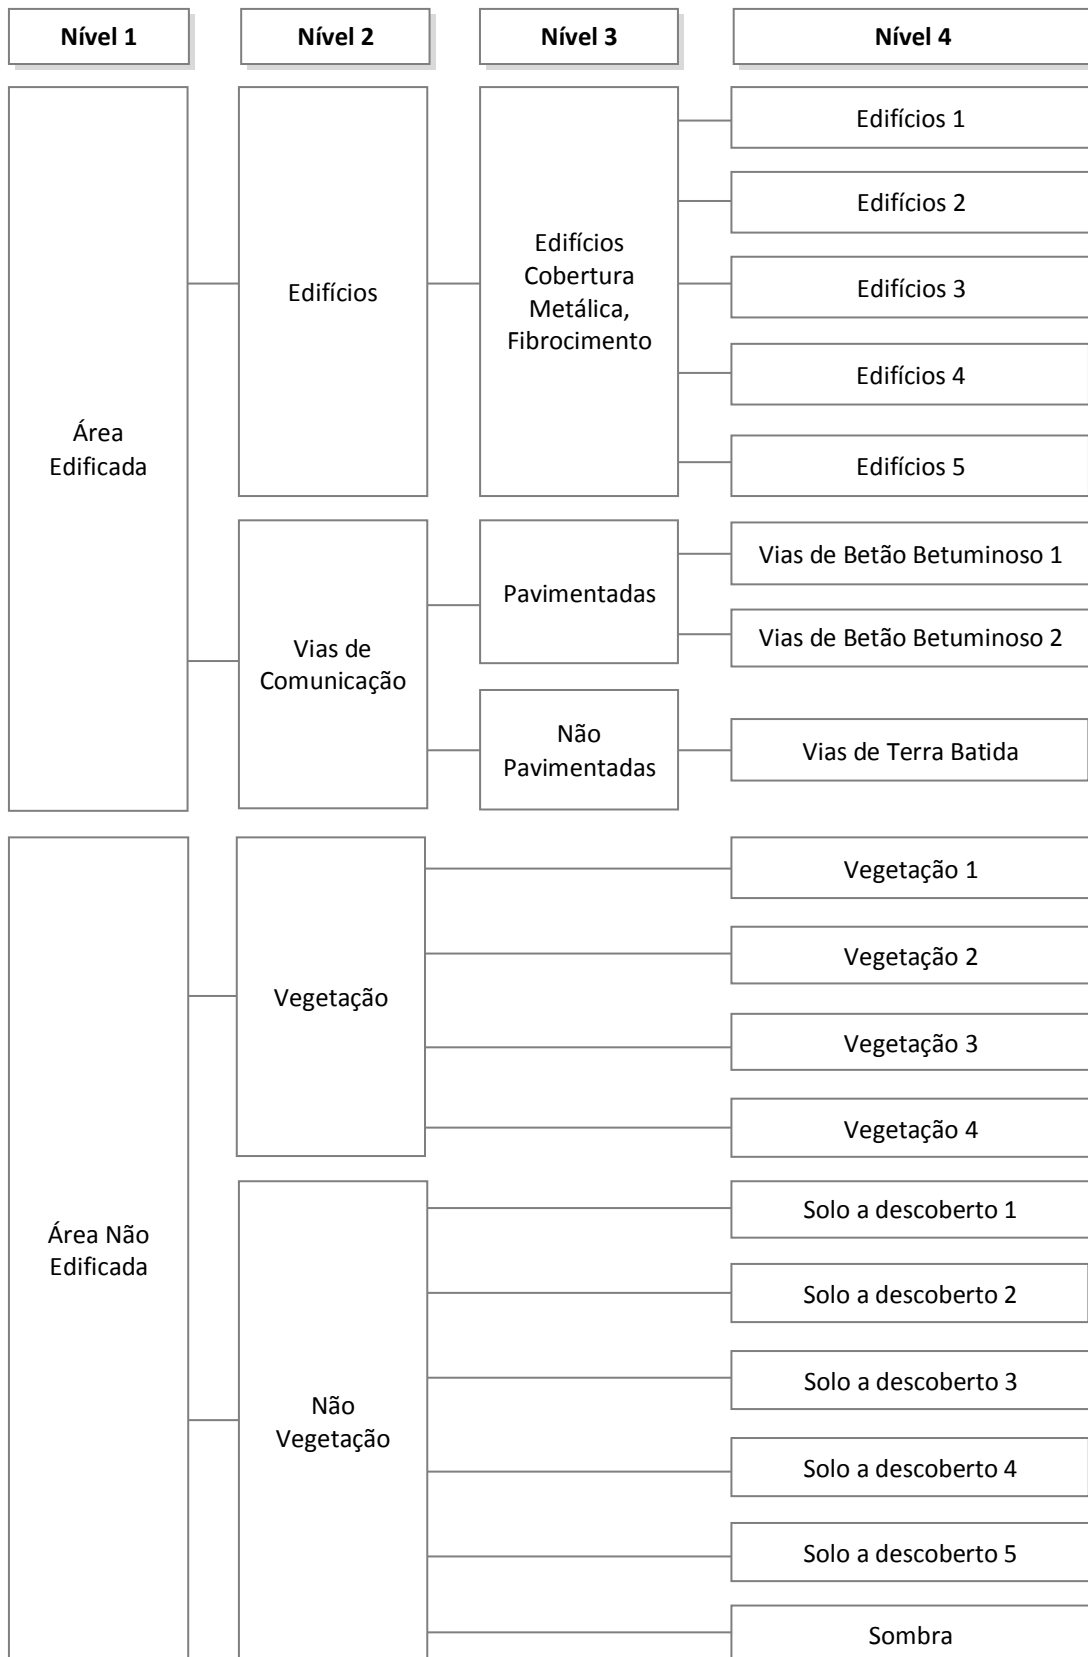 Nível 1
Nível 2
Nível 3
Nível 4
Área
Edificada
Edifícios
Edifícios
Cobertura
Metálica,
Fibrocimento
Edifícios 1
Edifícios 2
Edifícios 3
Edifícios 4
Edifícios 5
Vias de
Comunicação
Pavimentadas
Vias de Betão Betuminoso 1
Vias de Betão Betuminoso 2
Não
Pavimentadas
Vias de Terra Batida
Área Não
Edificada
Vegetação
Vegetação 1
Vegetação 2
Vegetação 3
Vegetação 4
Não
Vegetação
Solo a descoberto 1
Solo a descoberto 2
Solo a descoberto 3
Solo a descoberto 4
Solo a descoberto 5
Sombra